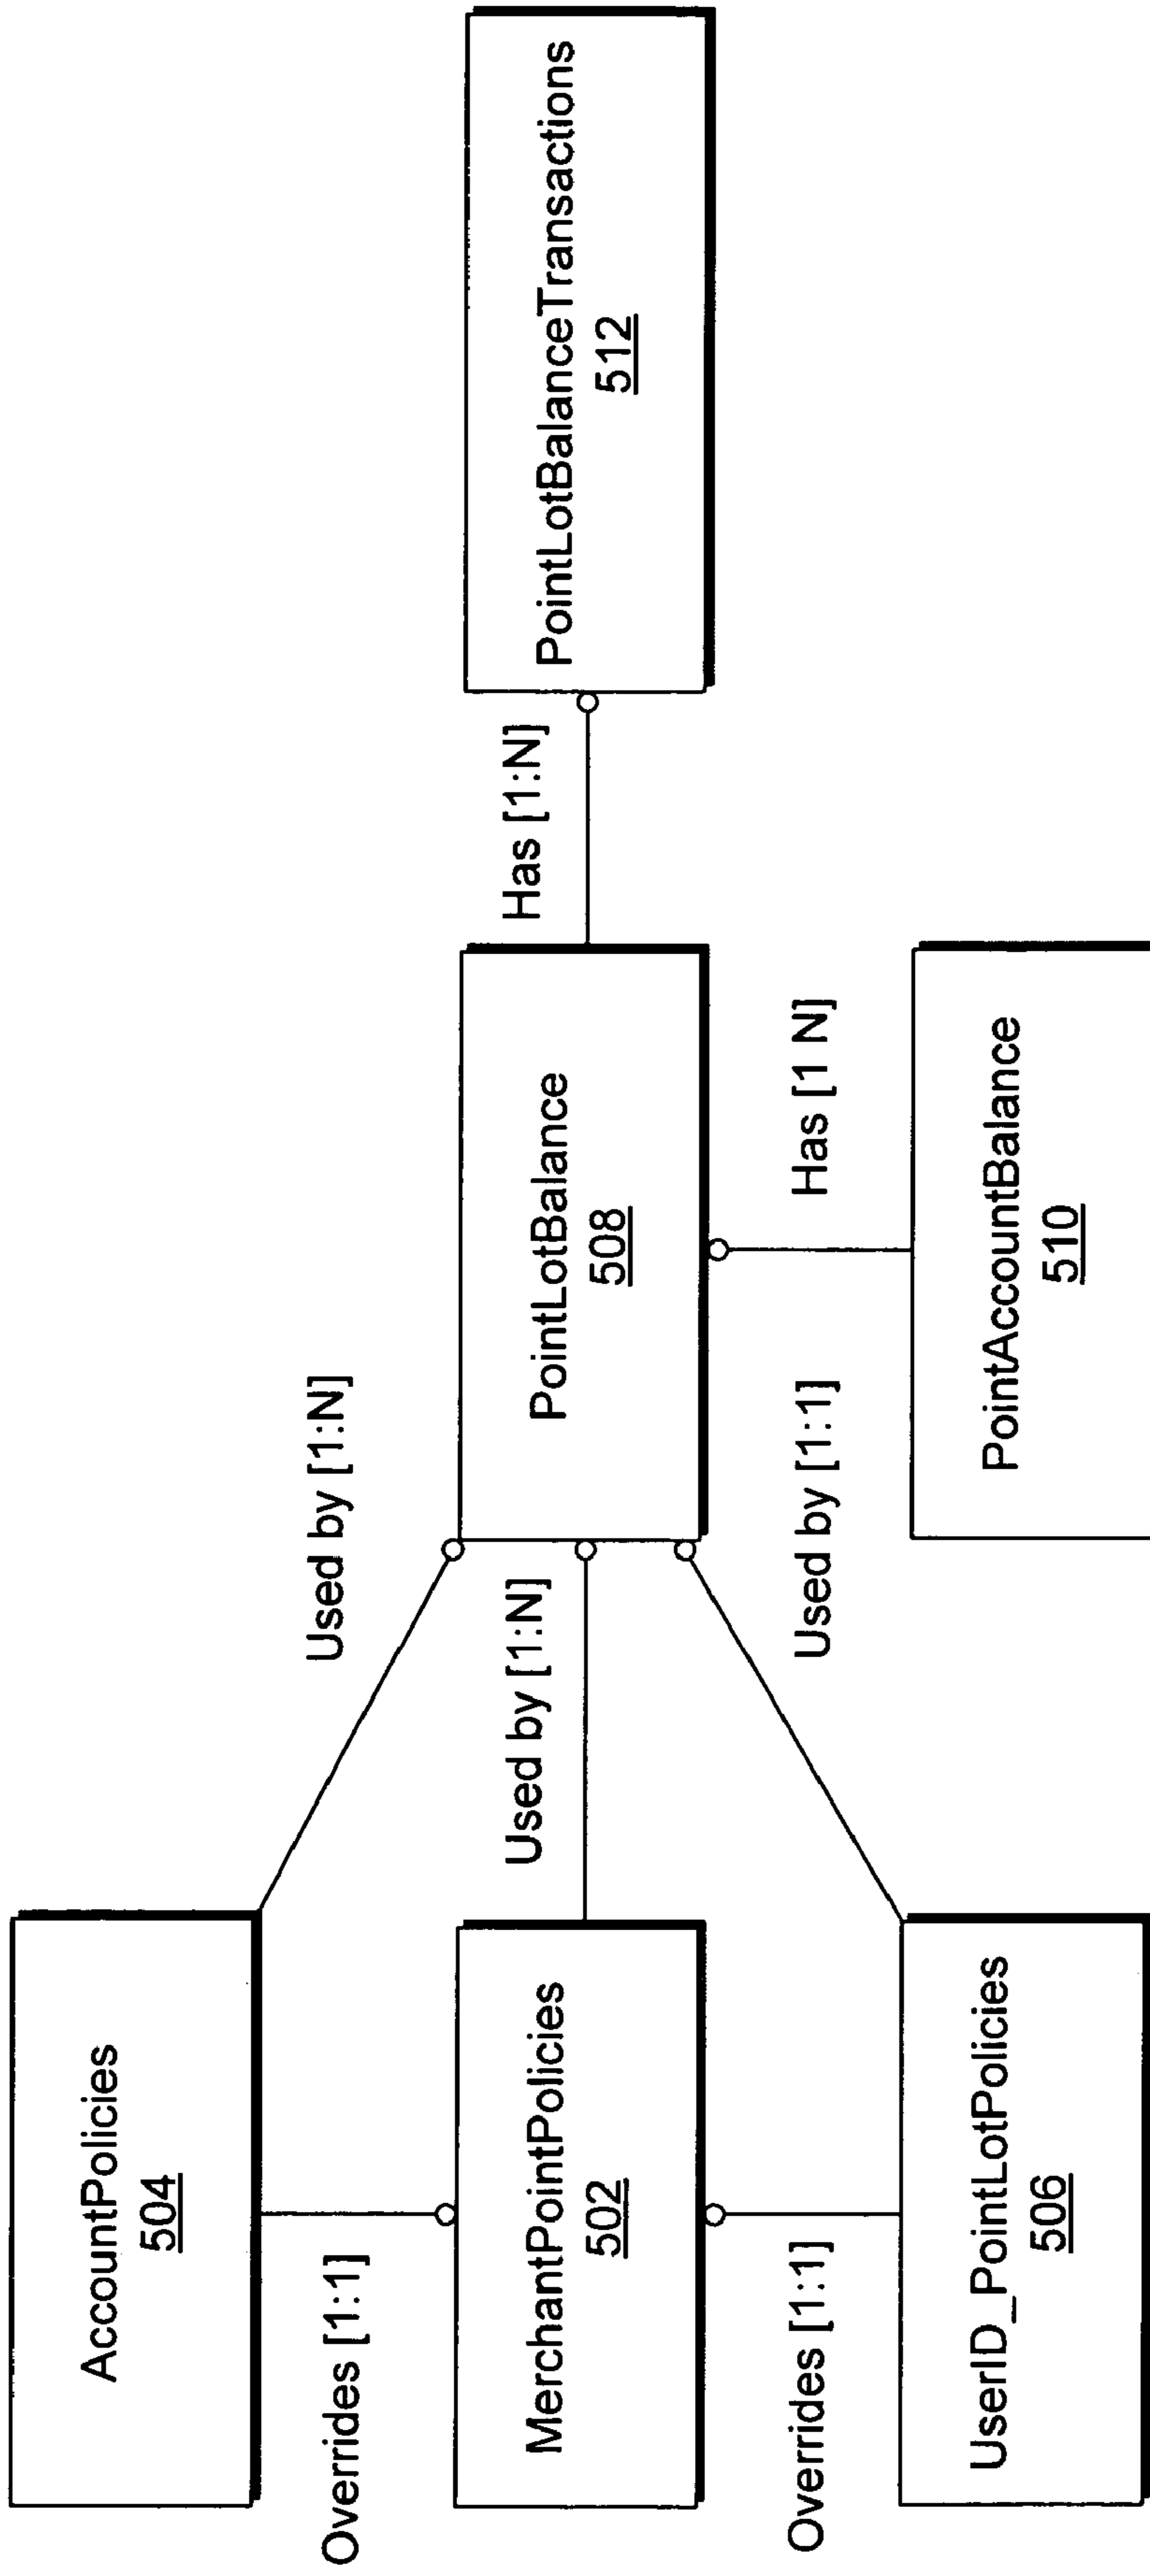 AccountPolicies
504
Overrides [1:1]
Used by [1:N]
MerchantPointPolicies
502
Used by [1:N]
PointLotBalance
508
Has [1:N]
PointLotBalanceTransactions
512
Overrides [1:1]
Used by [1:1]
Has [1 N]
UserID_PointLotPolicies
506
PointAccountBalance
510